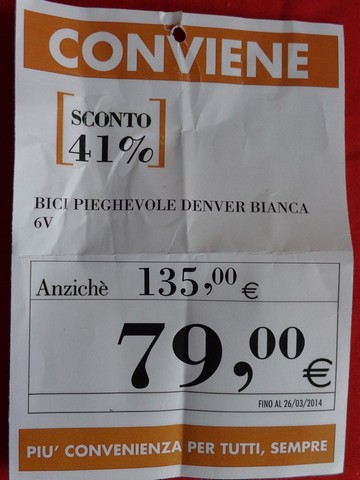 CONVIENE
SCONTO
41%
BICI PIEGHEVOLE DENVER BIANCA
6V
Anzichè 135,00 €
79,00 €
FINO AL 26/03/2014
PIU' CONVENIENZA PER TUTTI, SEMPRE